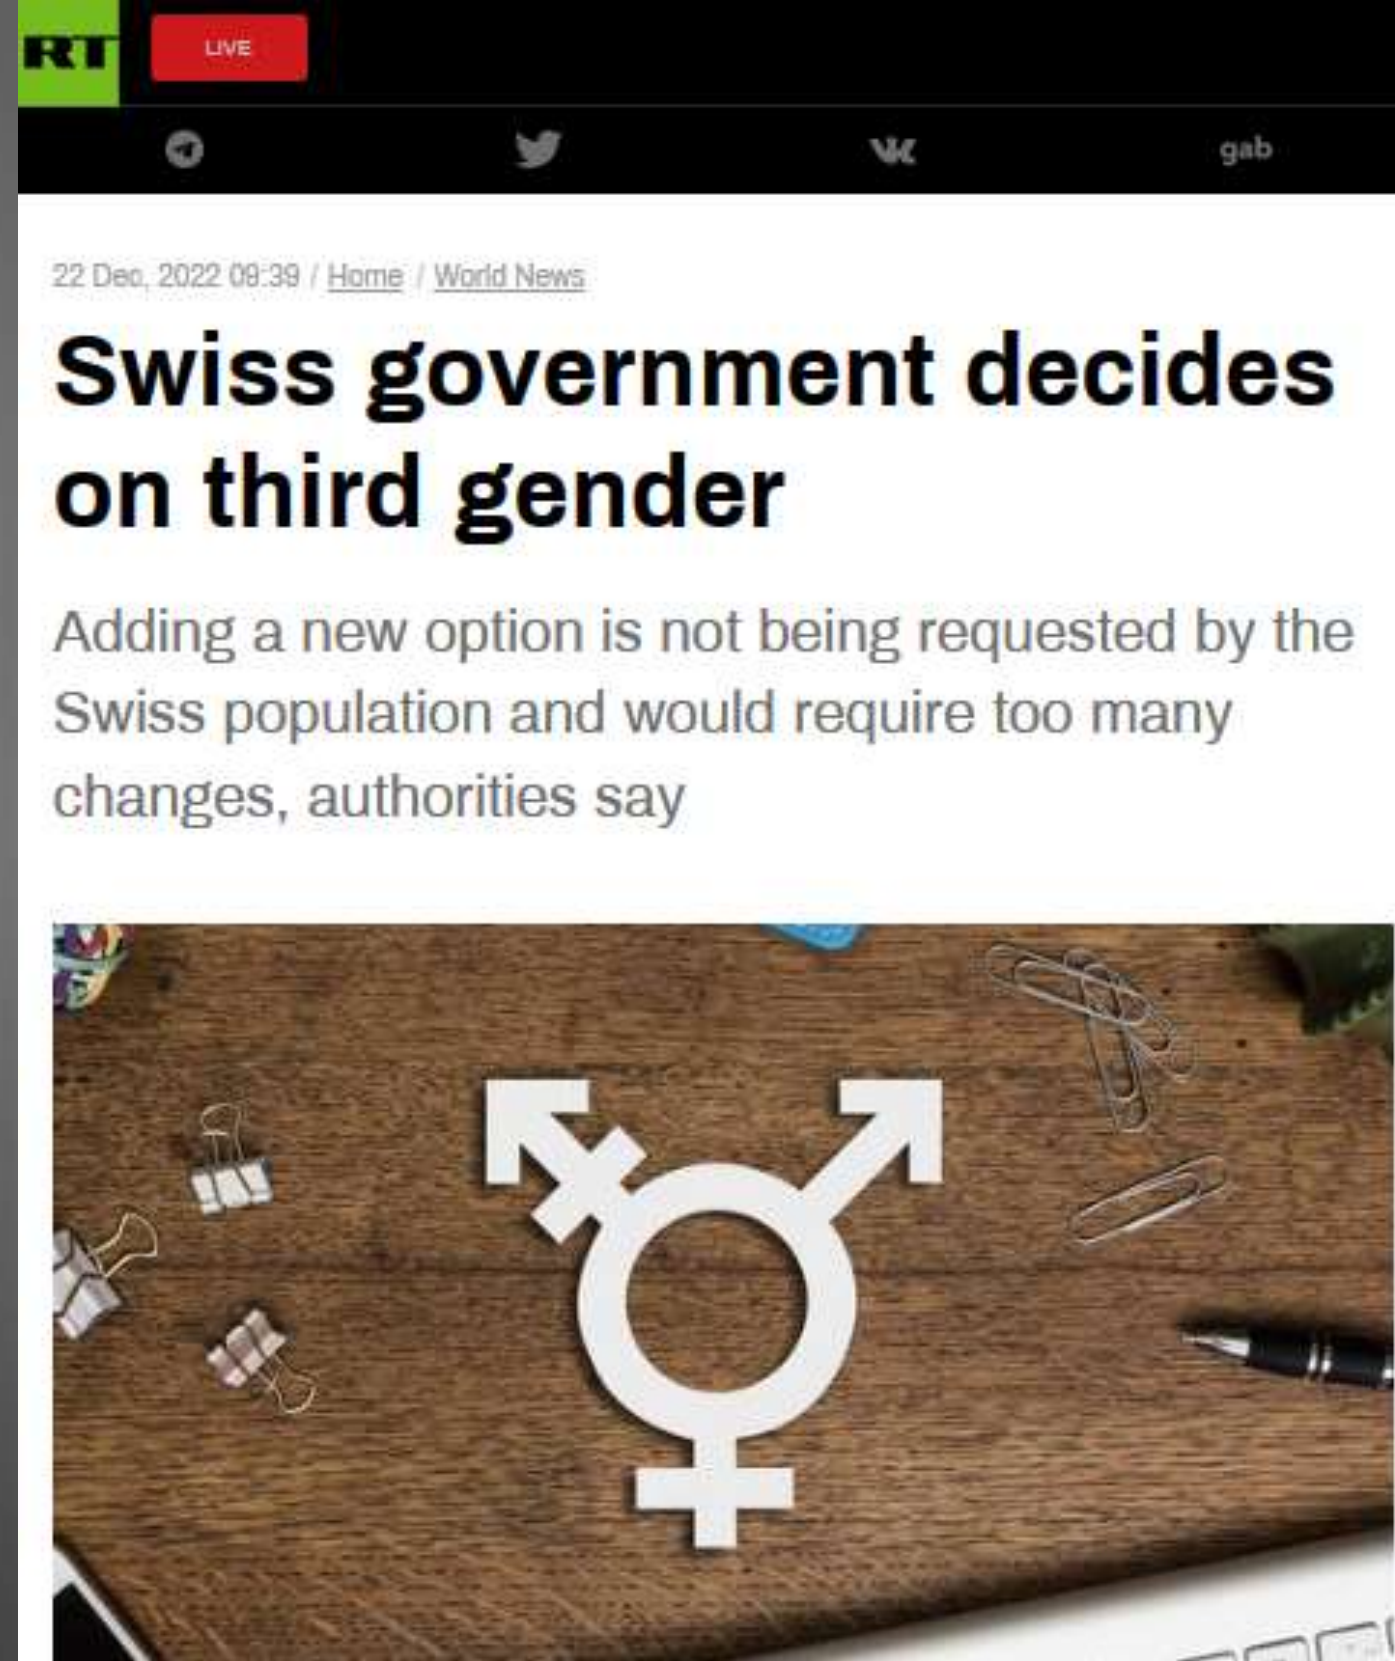 RT
LIVE
gab
22 Dec, 2022 09:39 / Home / World News
Swiss government decides
on third gender
Adding a new option is not being requested by the
Swiss population and would require too many
changes, authorities say